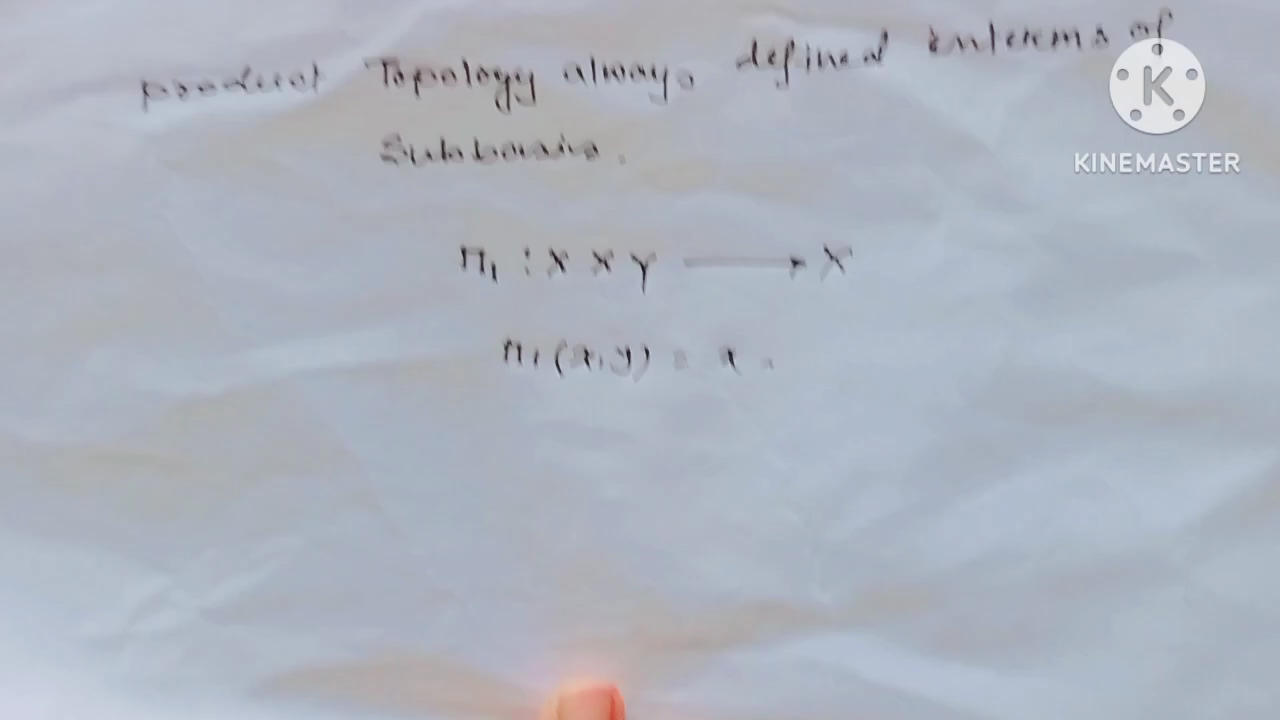 product Topology always defined interms of
Subbasis.
π₁ : X × Y ⟶ X
π₁(x,y) = x.
K
KINEMASTER